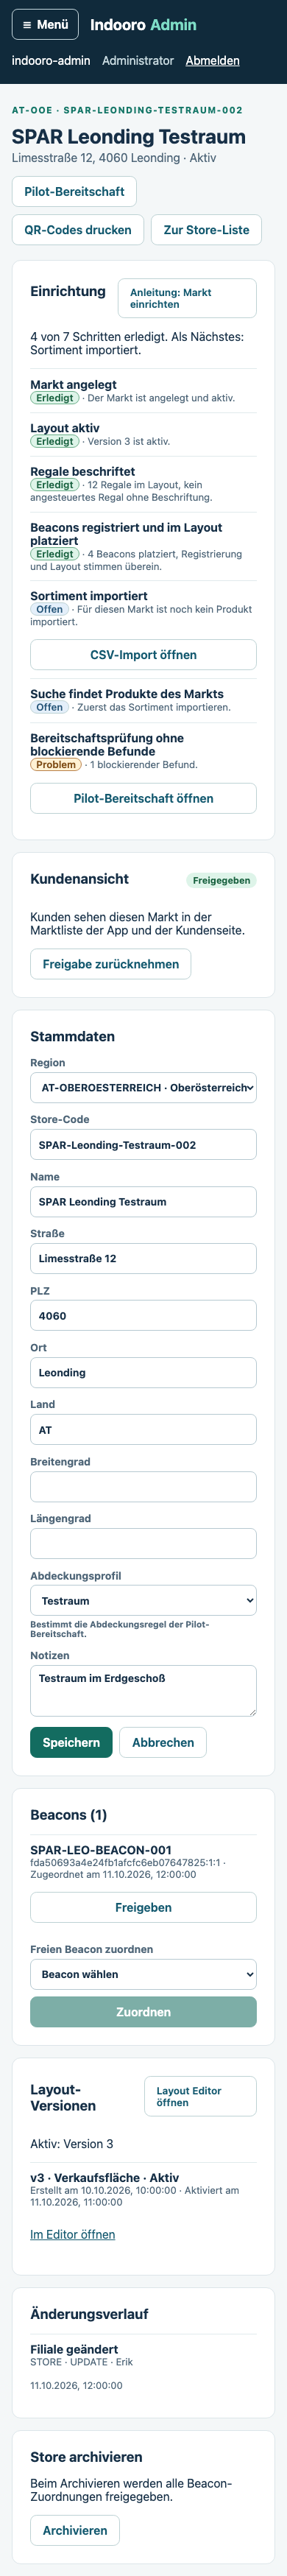 ≡ Menü
Indooro Admin
indooro-admin Administrator Abmelden
AT-OOE · SPAR-LEONDING-TESTRAUM-002
SPAR Leonding Testraum
Limesstraße 12, 4060 Leonding · Aktiv
Pilot-Bereitschaft
QR-Codes drucken
Zur Store-Liste
Einrichtung
Anleitung: Markt
einrichten
4 von 7 Schritten erledigt. Als Nächstes:
Sortiment importiert.
Markt angelegt
Erledigt · Der Markt ist angelegt und aktiv.
Layout aktiv
Erledigt · Version 3 ist aktiv.
Regale beschriftet
Erledigt · 12 Regale im Layout, kein
angesteuertes Regal ohne Beschriftung.
Beacons registriert und im Layout
platziert
Erledigt · 4 Beacons platziert, Registrierung
und Layout stimmen überein.
Sortiment importiert
Offen · Für diesen Markt ist noch kein Produkt
importiert.
CSV-Import öffnen
Suche findet Produkte des Markts
Offen · Zuerst das Sortiment importieren.
Bereitschaftsprüfung ohne
blockierende Befunde
Problem · 1 blockierender Befund.
Pilot-Bereitschaft öffnen
Kundenansicht
Freigegeben
Kunden sehen diesen Markt in der
Marktliste der App und der Kundenseite.
Freigabe zurücknehmen
Stammdaten
Region
AT-OBEROESTERREICH · Oberösterreich
Store-Code
SPAR-Leonding-Testraum-002
Name
SPAR Leonding Testraum
Straße
Limesstraße 12
PLZ
4060
Ort
Leonding
Land
AT
Breitengrad
Längengrad
Abdeckungsprofil
Testraum
Bestimmt die Abdeckungsregel der Pilot-
Bereitschaft.
Notizen
Testraum im Erdgeschoß
Speichern
Abbrechen
Beacons (1)
SPAR-LEO-BEACON-001
fda50693a4e24fb1afcfc6eb07647825:1:1 ·
Zugeordnet am 11.10.2026, 12:00:00
Freigeben
Freien Beacon zuordnen
Beacon wählen
Zuordnen
Layout-
Versionen
Layout Editor
öffnen
Aktiv: Version 3
v3 · Verkaufsfläche · Aktiv
Erstellt am 10.10.2026, 10:00:00 · Aktiviert am
11.10.2026, 11:00:00
Im Editor öffnen
Änderungsverlauf
Filiale geändert
STORE · UPDATE · Erik
11.10.2026, 12:00:00
Store archivieren
Beim Archivieren werden alle Beacon-
Zuordnungen freigegeben.
Archivieren